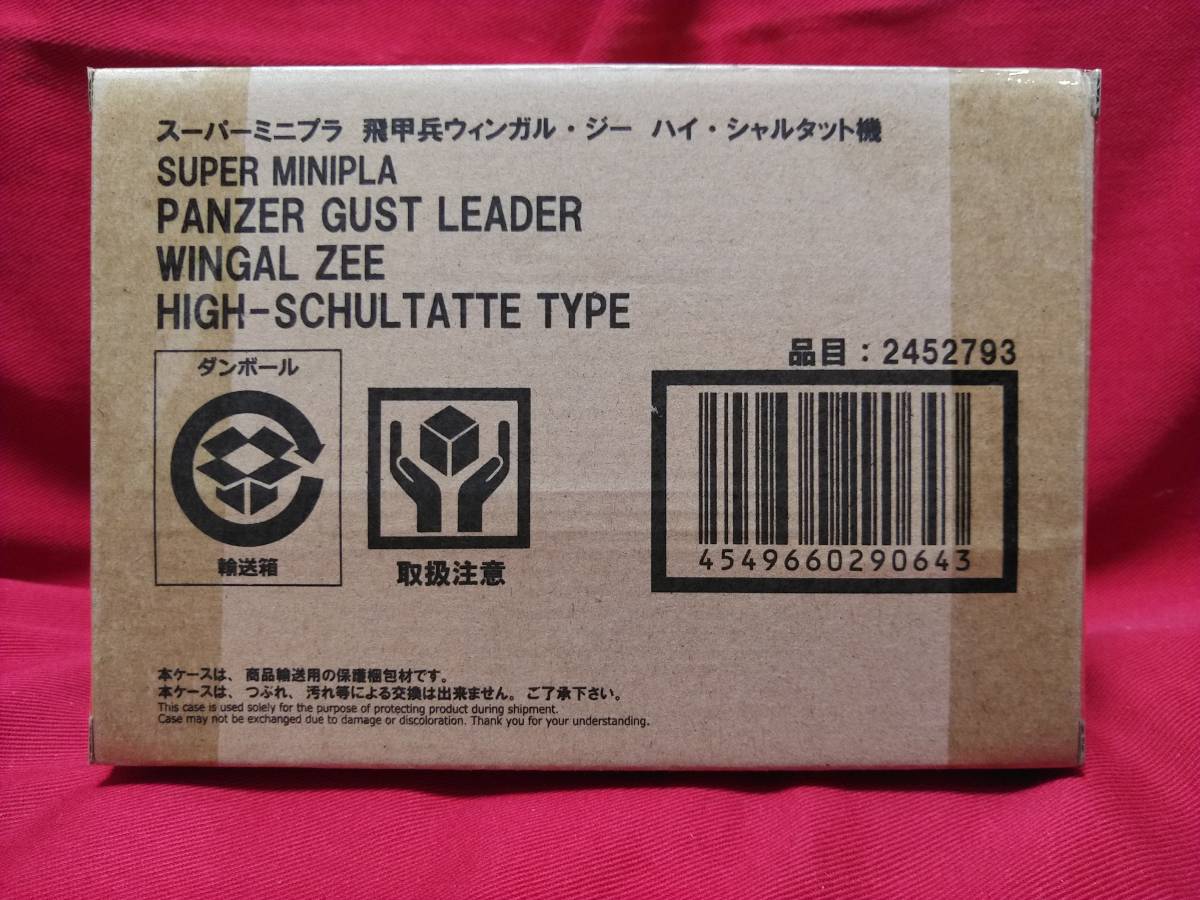 スーパーミニプラ 飛甲兵ウィンガル・ジー ハイ・シャルタット機
SUPER MINIPLA
PANZER GUST LEADER
WINGAL ZEE
HIGH-SCHULTATTE TYPE
品目：2452793
ダンボール
輸送箱
取扱注意
4549660290643
本ケースは、商品輸送用の保護梱包材です。
本ケースは、つぶれ、汚れ等による交換は出来ません。ご了承下さい。
This case is used solely for the purpose of protecting product during shipment.
Case may not be exchanged due to damage or discoloration. Thank you for your understanding.